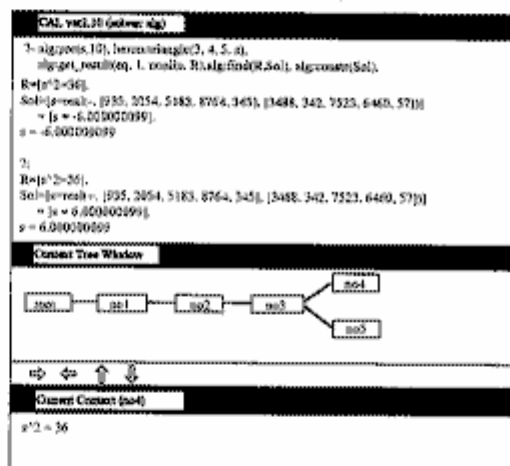 CAL ver2.10 (solver: alg)
?- alg:pre(s,10), heron:triangle(3, 4, 5, s),
alg:get_result(eq, 1, nonlin, R), alg:find(R,Sol), alg:constr(Sol).
R=[s^2=36],
Sol=[s=real(-, [935, 2054, 5183, 8764, 345], [3488, 342, 7523, 6460, 57])]
= [s = -6.000000099],
s = -6.000000099
?;
R=[s^2=36],
Sol=[s=real(+, [935, 2054, 5183, 8764, 345], [3488, 342, 7523, 6460, 57])]
= [s = 6.000000099],
s = 6.000000099
Context Tree Window
root no1 no2 no3 no4
no5
Current Context (no4)
s^2 = 36